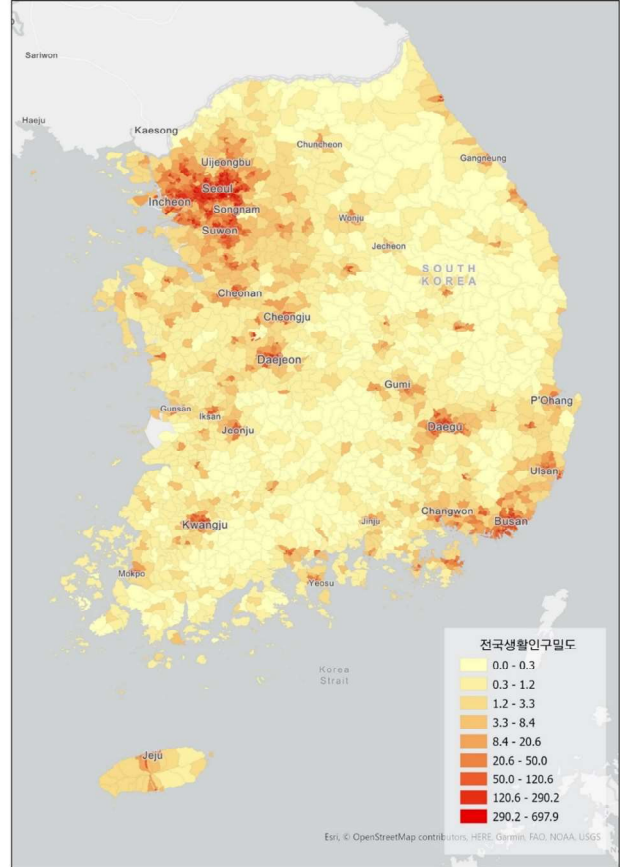 Sariwon
Haeju
Kaesong
Chuncheon
Gangneung
Uijeongbu
Seoul
Incheon
Songnam
Suwon
Wonju
Jecheon
SOUTH
KOREA
Cheonan
Cheongju
Daejeon
Gumi
P'Ohang
Gunsan
Iksan
Jeonju
Daegu
Ulsan
Changwon
Kwangju
Jinju
Busan
Mokpo
Yeosu
Korea
Strait
Jeju
전국생활인구밀도
0.0 - 0.3
0.3 - 1.2
1.2 - 3.3
3.3 - 8.4
8.4 - 20.6
20.6 - 50.0
50.0 - 120.6
120.6 - 290.2
290.2 - 697.9
Esri, © OpenStreetMap contributors, HERE, Garmin, FAO, NOAA, USGS